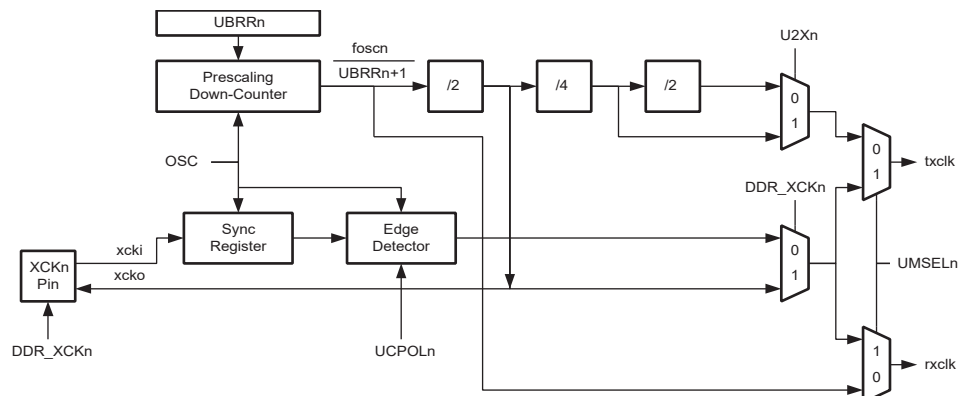 UBRRn
foscn
U2Xn
Prescaling
Down-Counter
UBRRn+1
/2
/4
/2
0
1
OSC
0
1
txclk
DDR_XCKn
Sync
Register
Edge
Detector
xcki
XCKn
Pin
xcko
0
1
UMSELn
DDR_XCKn
UCPOLn
1
0
rxclk